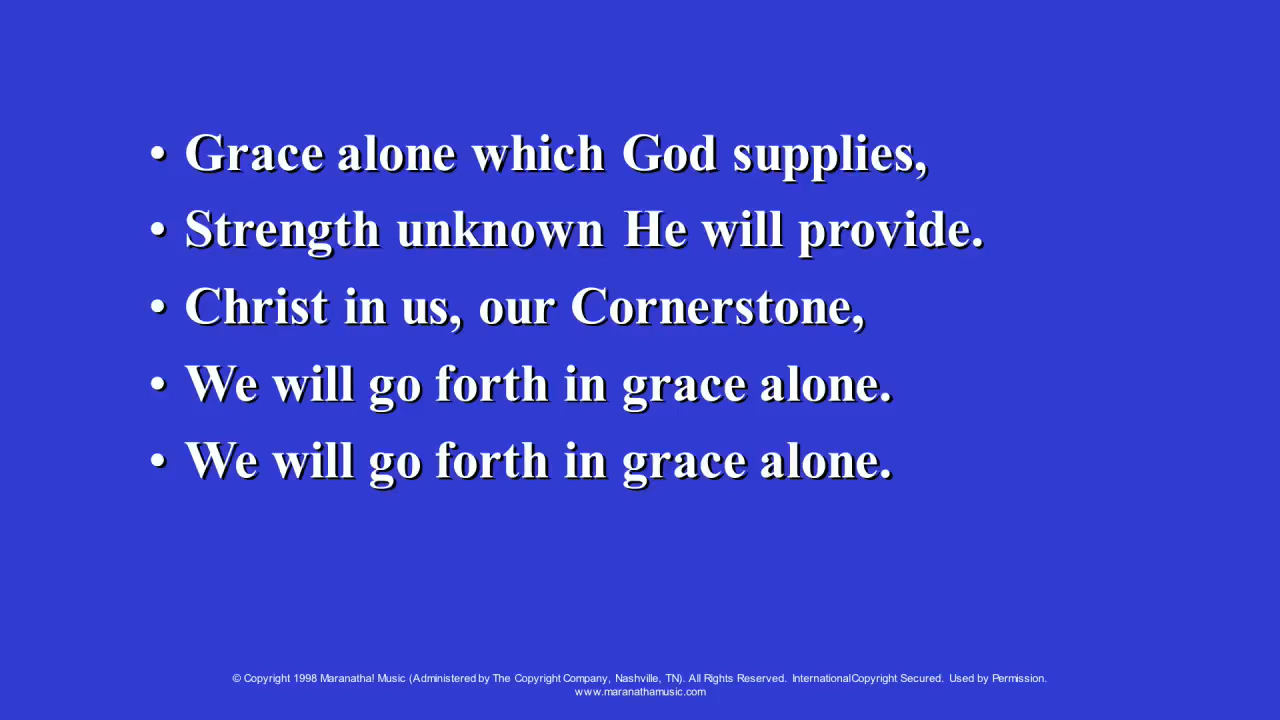 • Grace alone which God supplies,
• Strength unknown He will provide.
• Christ in us, our Cornerstone,
• We will go forth in grace alone.
• We will go forth in grace alone.
© Copyright 1998 Maranatha! Music (Administered by The Copyright Company, Nashville, TN). All Rights Reserved. International Copyright Secured. Used by Permission.
www.maranathamusic.com